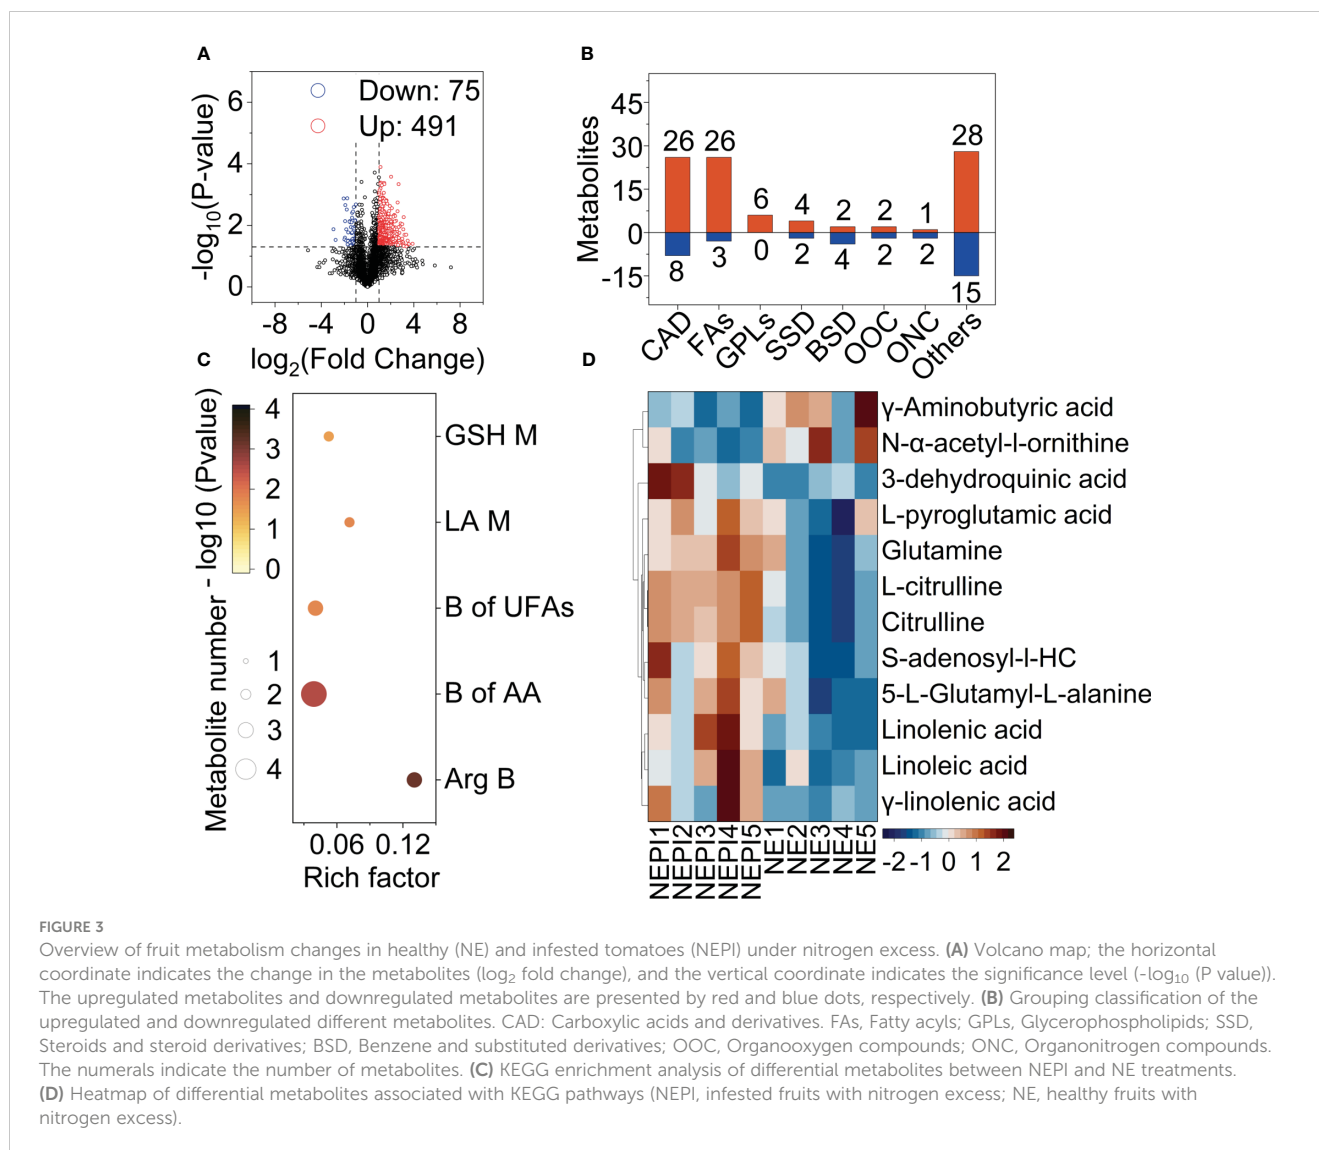 A
-log10(P-value)
6
4
2
0
Down: 75
Up: 491
-8 -4 0 4 8
log2(Fold Change)
B
Metabolites
45
30
15
0
-15
26 26 6 4 2 2 1 28
8 3 0 2 4 2 2 15
CAD FAs GPLs SSD BSD OOC ONC Others
C
Metabolite number - log10 (Pvalue)
4
3
2
1
0
1
2
3
4
GSH M
LA M
B of UFAs
B of AA
Arg B
0.06 0.12
Rich factor
D
γ-Aminobutyric acid
N-α-acetyl-l-ornithine
3-dehydroquinic acid
L-pyroglutamic acid
Glutamine
L-citrulline
Citrulline
S-adenosyl-l-HC
5-L-Glutamyl-L-alanine
Linolenic acid
Linoleic acid
γ-linolenic acid
NEPI1 NEPI2 NEPI3 NEPI4 NEPI5 NE1 NE2 NE3 NE4 NE5
-2 -1 0 1 2
FIGURE 3
Overview of fruit metabolism changes in healthy (NE) and infested tomatoes (NEPI) under nitrogen excess. (A) Volcano map; the horizontal
coordinate indicates the change in the metabolites (log2 fold change), and the vertical coordinate indicates the significance level (-log10 (P value)).
The upregulated metabolites and downregulated metabolites are presented by red and blue dots, respectively. (B) Grouping classification of the
upregulated and downregulated different metabolites. CAD: Carboxylic acids and derivatives. FAs, Fatty acyls; GPLs, Glycerophospholipids; SSD,
Steroids and steroid derivatives; BSD, Benzene and substituted derivatives; OOC, Organooxygen compounds; ONC, Organonitrogen compounds.
The numerals indicate the number of metabolites. (C) KEGG enrichment analysis of differential metabolites between NEPI and NE treatments.
(D) Heatmap of differential metabolites associated with KEGG pathways (NEPI, infested fruits with nitrogen excess; NE, healthy fruits with
nitrogen excess).